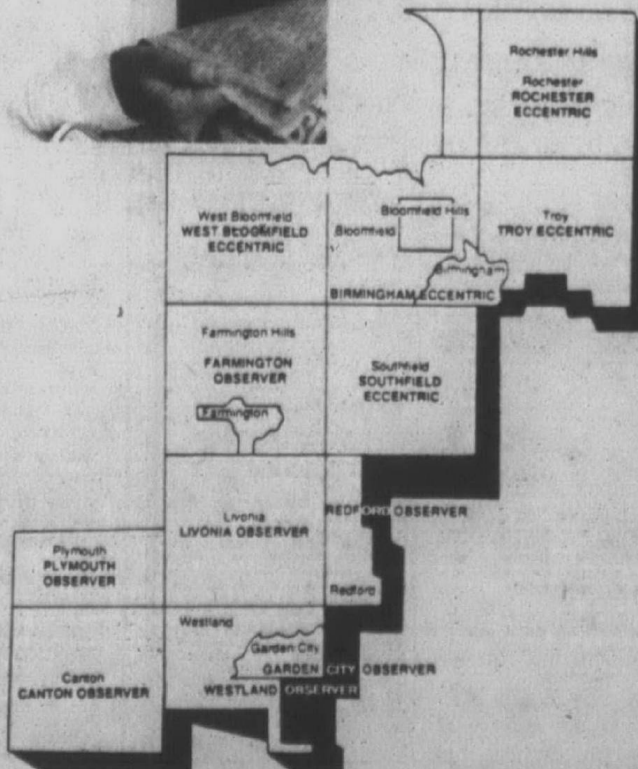 Rochester Hills
Rochester
ROCHESTER
ECCENTRIC
West Bloomfield
WEST BLOOMFIELD
ECCENTRIC
Bloomfield Hills
Bloomfield
Troy
TROY ECCENTRIC
Birmingham
BIRMINGHAM ECCENTRIC
Farmington Hills
FARMINGTON
OBSERVER
Farmington
Southfield
SOUTHFIELD
ECCENTRIC
Livonia
LIVONIA OBSERVER
REDFORD OBSERVER
Redford
Plymouth
PLYMOUTH
OBSERVER
Westland
Garden City
GARDEN CITY OBSERVER
WESTLAND OBSERVER
Canton
CANTON OBSERVER